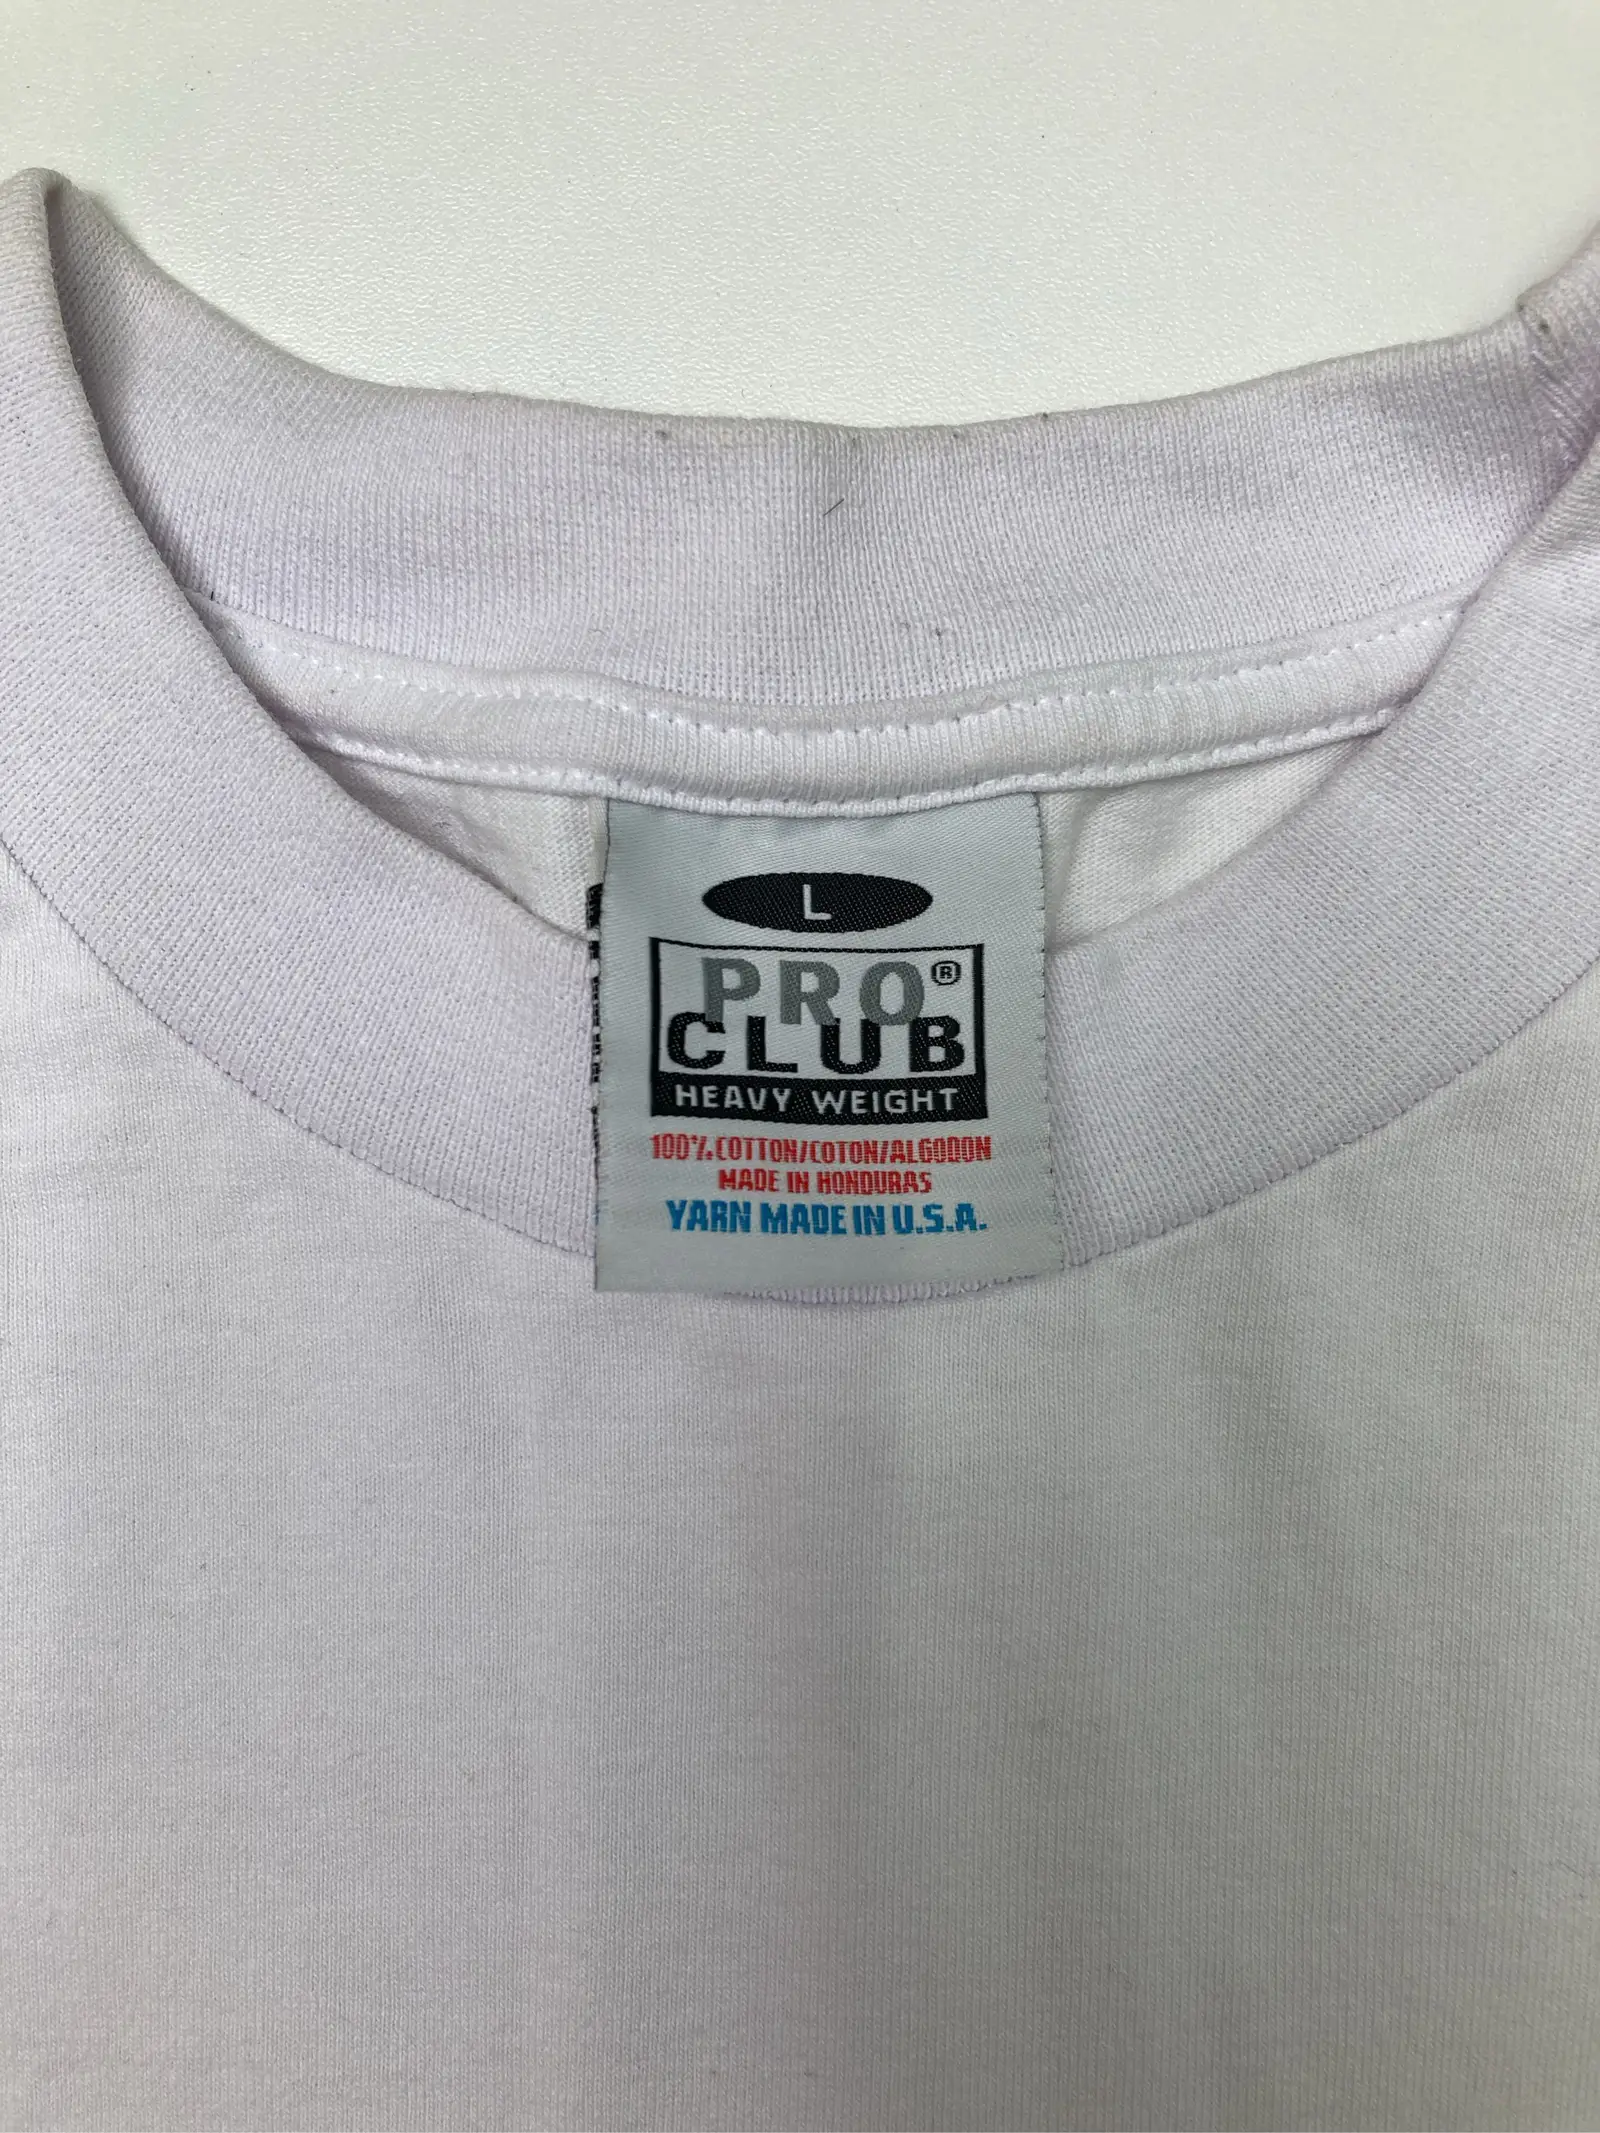 L
PRO®
CLUB
HEAVY WEIGHT
100% COTTON/COTON/ALGODON
MADE IN HONDURAS
YARN MADE IN U.S.A.